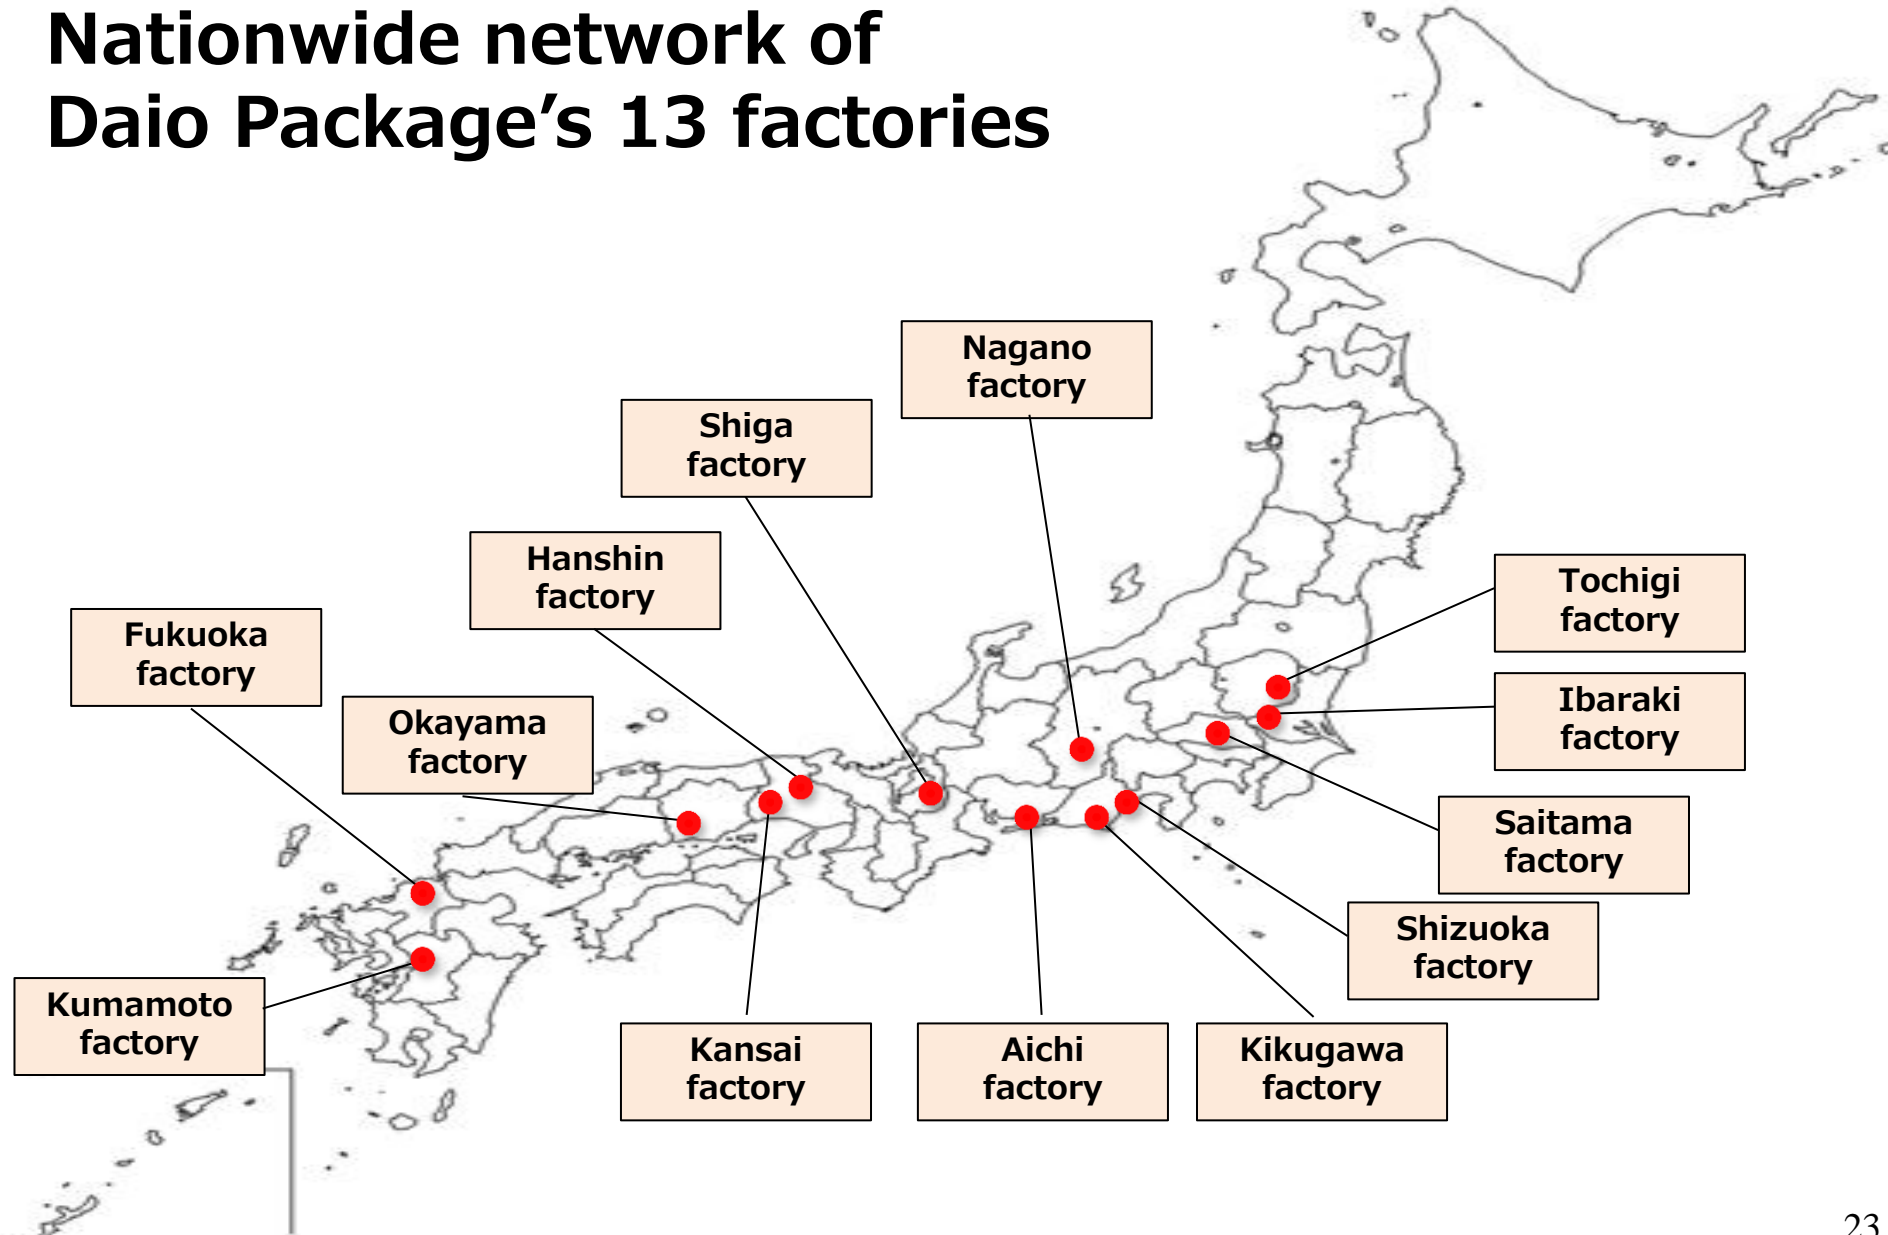 Nationwide network of
Daio Package’s 13 factories
Nagano
factory
Shiga
factory
Hanshin
factory
Tochigi
factory
Fukuoka
factory
Ibaraki
factory
Okayama
factory
Saitama
factory
Shizuoka
factory
Kumamoto
factory
Kansai
factory
Aichi
factory
Kikugawa
factory
23